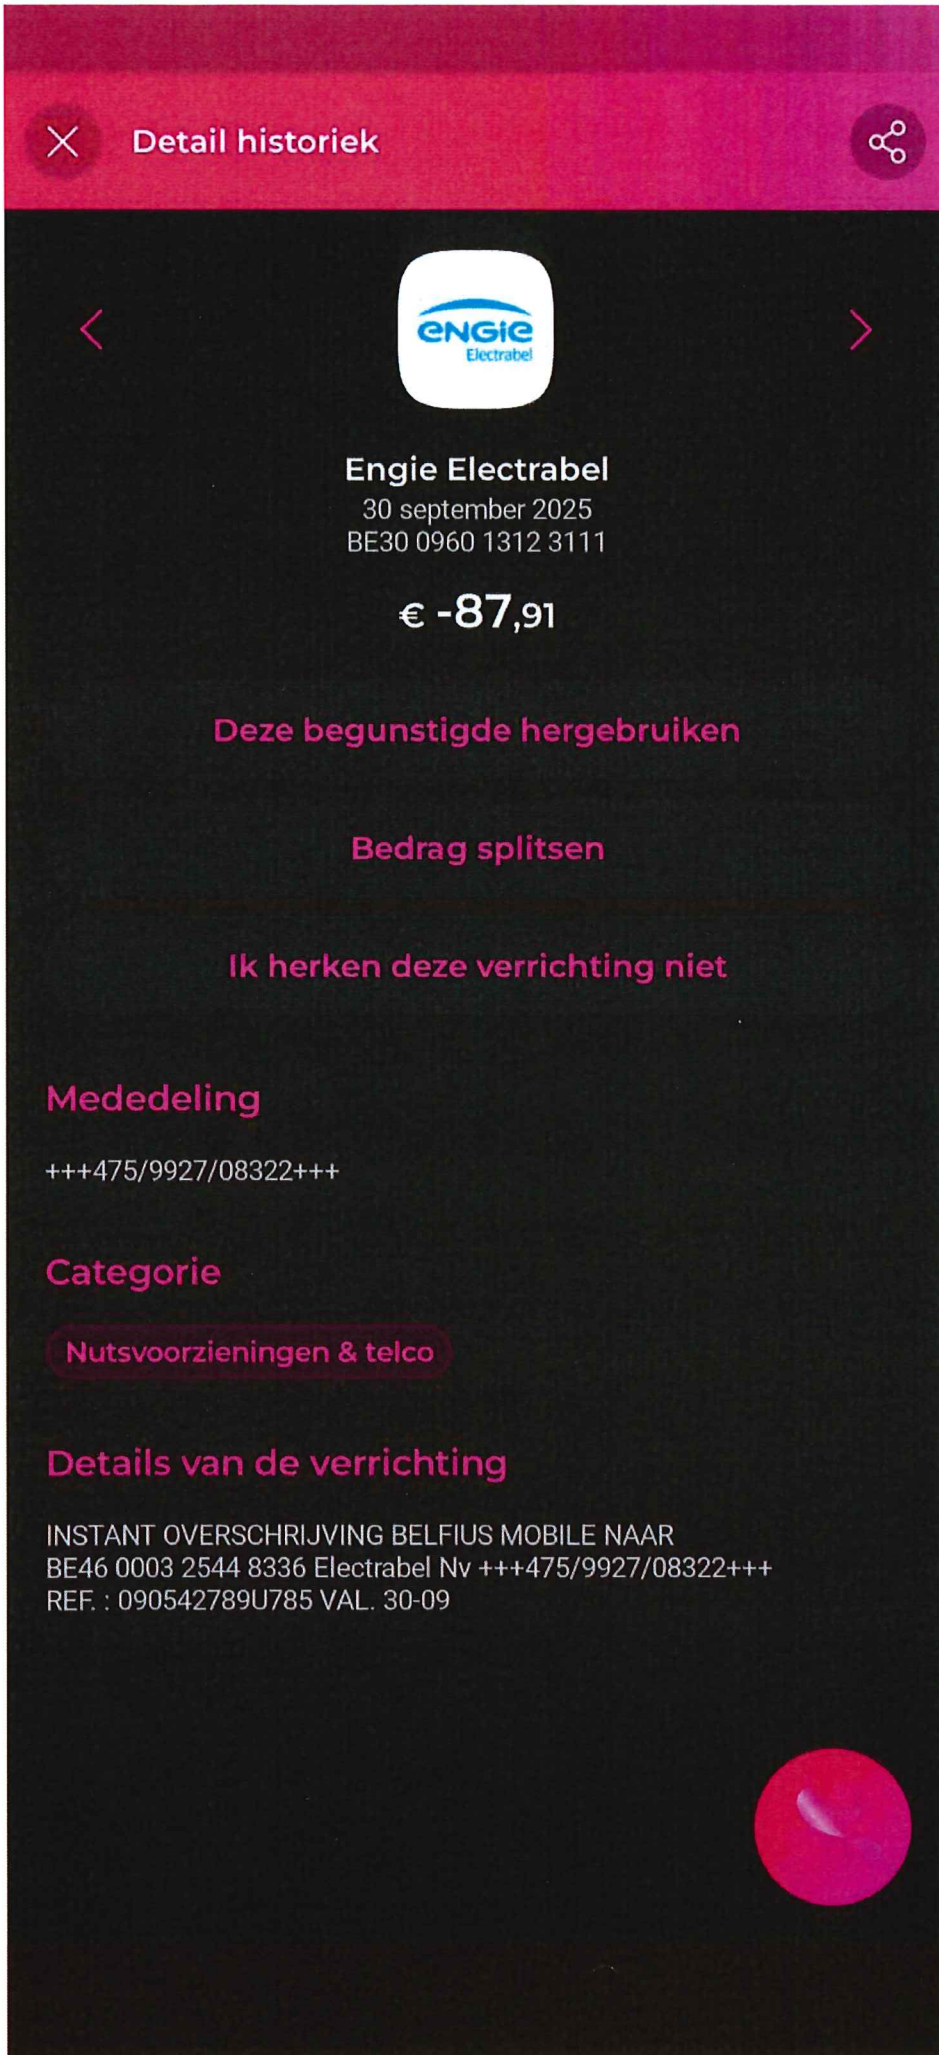 Detail historiek
ENGIE
Electrabel
Engie Electrabel
30 september 2025
BE30 0960 1312 3111
€ -87,91
Deze begunstigde hergebruiken
Bedrag splitsen
Ik herken deze verrichting niet
Mededeling
+++475/9927/08322+++
Categorie
Nutsvoorzieningen & telco
Details van de verrichting
INSTANT OVERSCHRIJVING BELFIUS MOBILE NAAR
BE46 0003 2544 8336 Electrabel Nv +++475/9927/08322+++
REF. : 090542789U785 VAL. 30-09